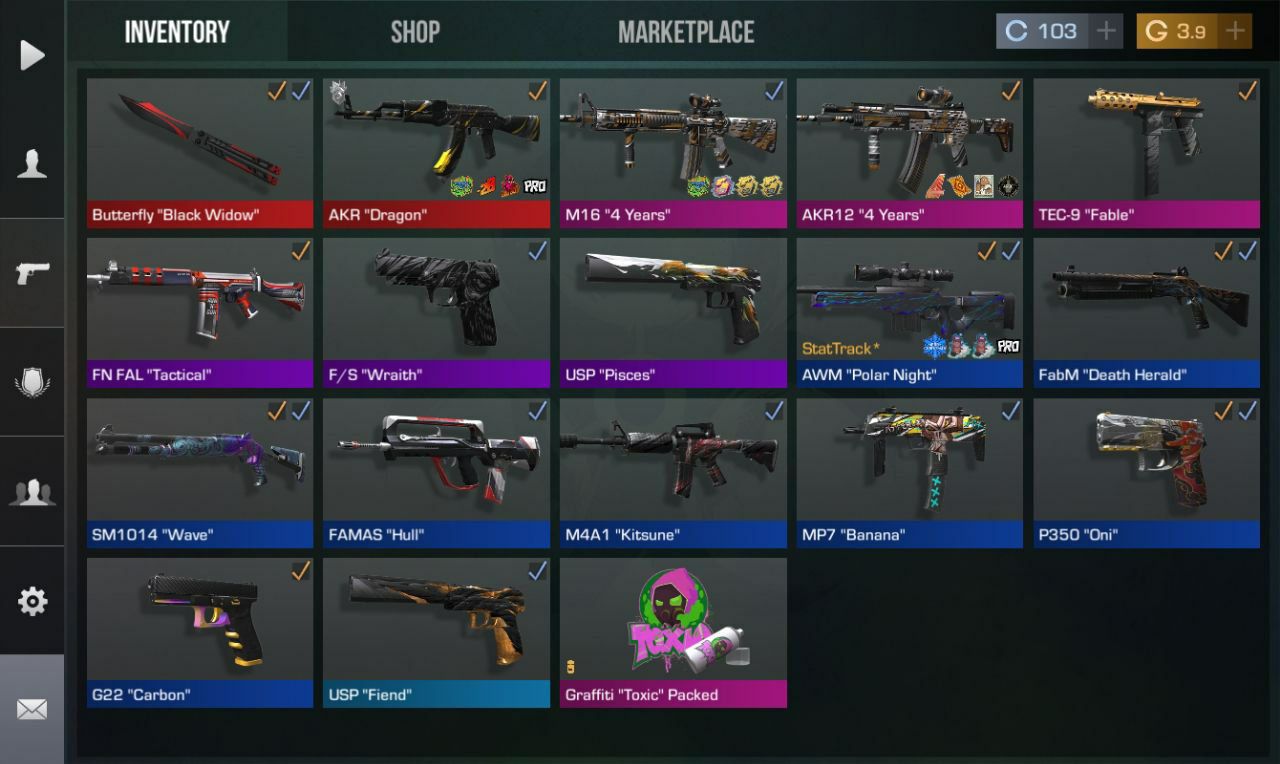 INVENTORY SHOP MARKETPLACE C 103 + G 3.9 +
Butterfly "Black Widow"
PRO
AKR "Dragon"
M16 "4 Years"
AKR12 "4 Years"
TEC-9 "Fable"
FN FAL "Tactical"
F/S "Wraith"
USP "Pisces"
StatTrack*
PRO
AWM "Polar Night"
FabM "Death Herald"
SM1014 "Wave"
FAMAS "Hull"
M4A1 "Kitsune"
MP7 "Banana"
P350 "Oni"
G22 "Carbon"
USP "Fiend"
Graffiti "Toxic" Packed